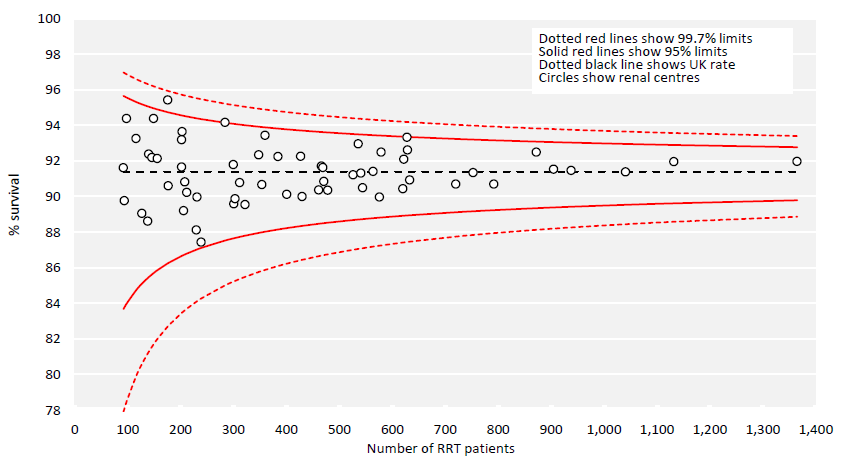 100
98
96
94
92
90
88
86
84
82
80
78
% survival
Dotted red lines show 99.7% limits
Solid red lines show 95% limits
Dotted black line shows UK rate
Circles show renal centres
0 100 200 300 400 500 600 700 800 900 1,000 1,100 1,200 1,300 1,400
Number of RRT patients